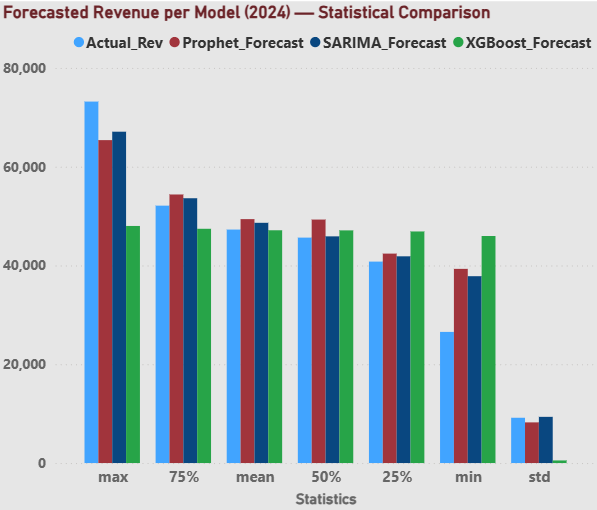 Forecasted Revenue per Model (2024) — Statistical Comparison
Actual_Rev Prophet_Forecast SARIMA_Forecast XGBoost_Forecast
80,000
60,000
40,000
20,000
0
max 75% mean 50% 25% min std
Statistics